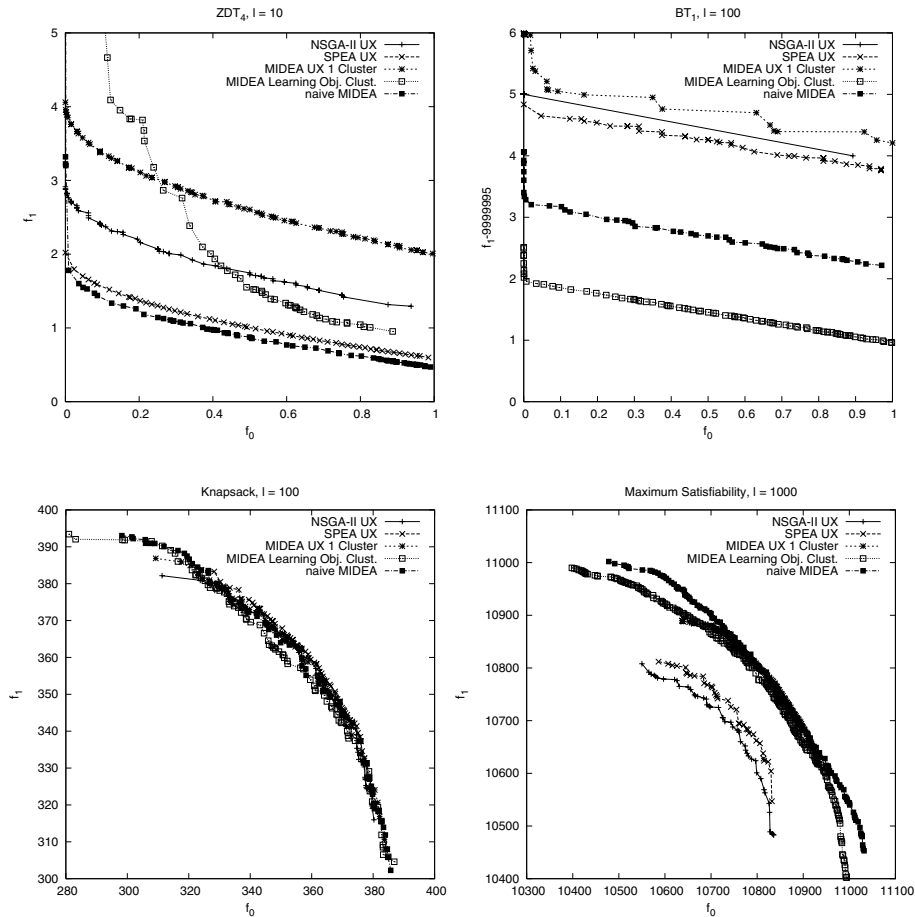 ZDT4, l = 10
NSGA-II UX
SPEA UX
MIDEA UX 1 Cluster
MIDEA Learning Obj. Clust.
naive MIDEA
5
4
3
2
1
0
f1
0 0.2 0.4 0.6 0.8 1
f0
BT1, l = 100
NSGA-II UX
SPEA UX
MIDEA UX 1 Cluster
MIDEA Learning Obj. Clust.
naive MIDEA
6
5
4
3
2
1
0
f1-9999995
0 0.1 0.2 0.3 0.4 0.5 0.6 0.7 0.8 0.9 1
f0
Knapsack, l = 100
NSGA-II UX
SPEA UX
MIDEA UX 1 Cluster
MIDEA Learning Obj. Clust.
naive MIDEA
400
390
380
370
360
350
340
330
320
310
300
f1
280 300 320 340 360 380 400
f0
Maximum Satisfiability, l = 1000
NSGA-II UX
SPEA UX
MIDEA UX 1 Cluster
MIDEA Learning Obj. Clust.
naive MIDEA
11100
11000
10900
10800
10700
10600
10500
10400
f1
10300 10400 10500 10600 10700 10800 10900 11000 11100
f0